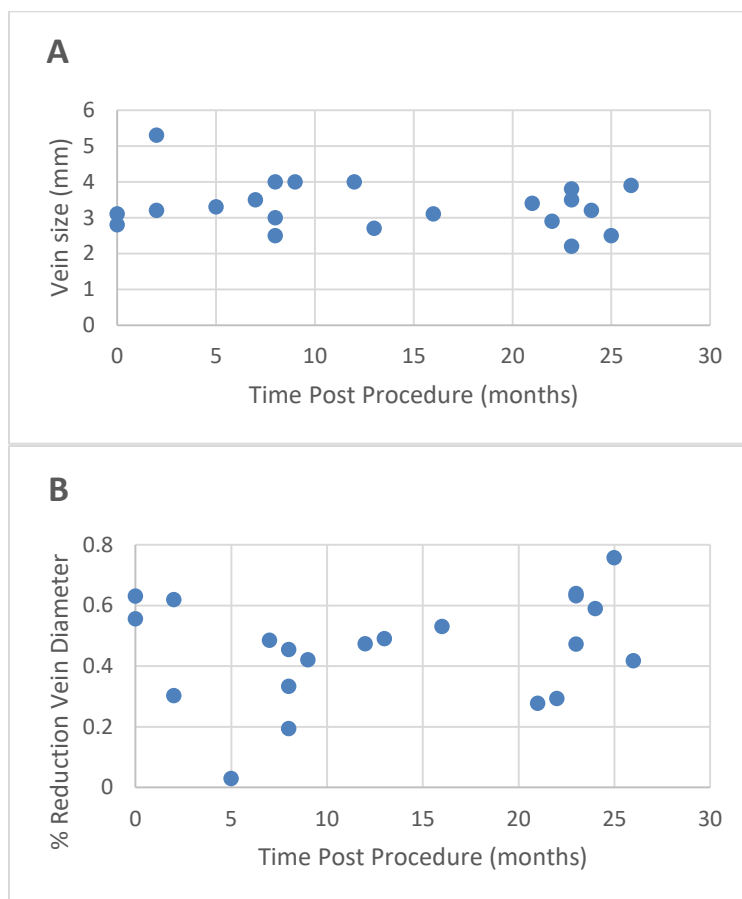 A
6
5
4
3
2
1
0
Vein size (mm)
0 5 10 15 20 25 30
Time Post Procedure (months)
B
0.8
0.6
0.4
0.2
0
% Reduction Vein Diameter
0 5 10 15 20 25 30
Time Post Procedure (months)